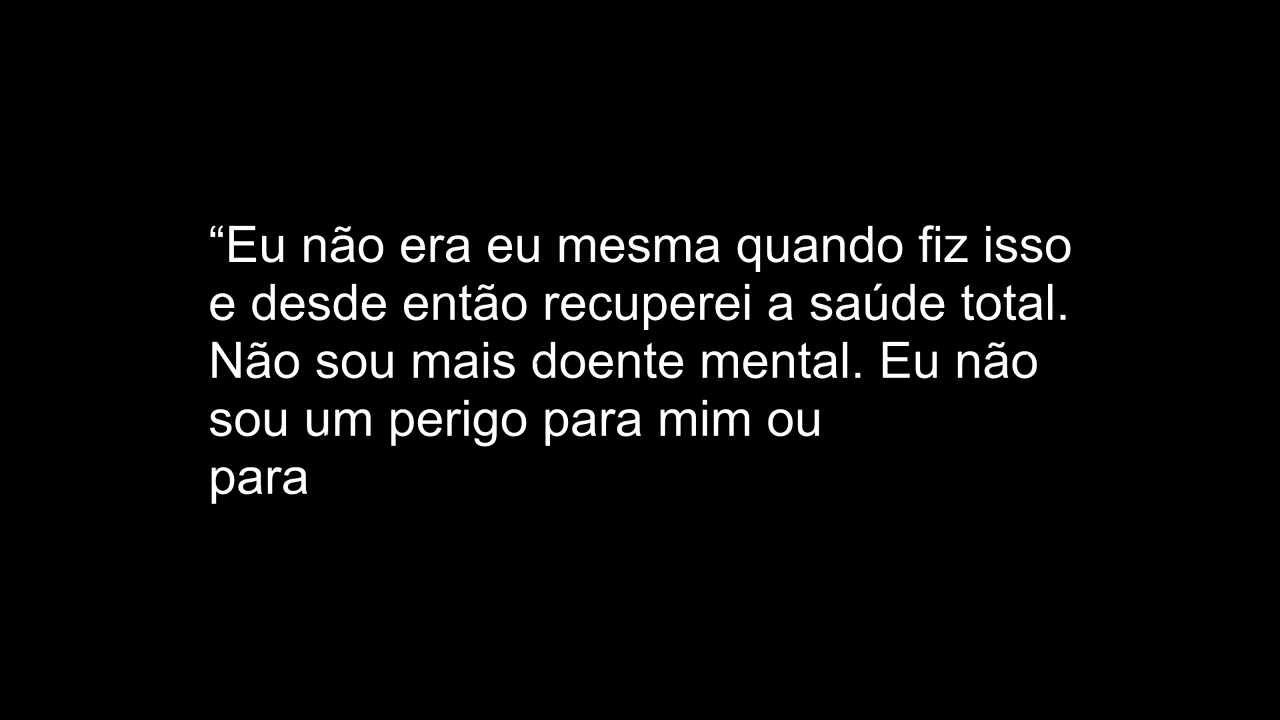 “Eu não era eu mesma quando fiz isso
e desde então recuperei a saúde total.
Não sou mais doente mental. Eu não
sou um perigo para mim ou
para